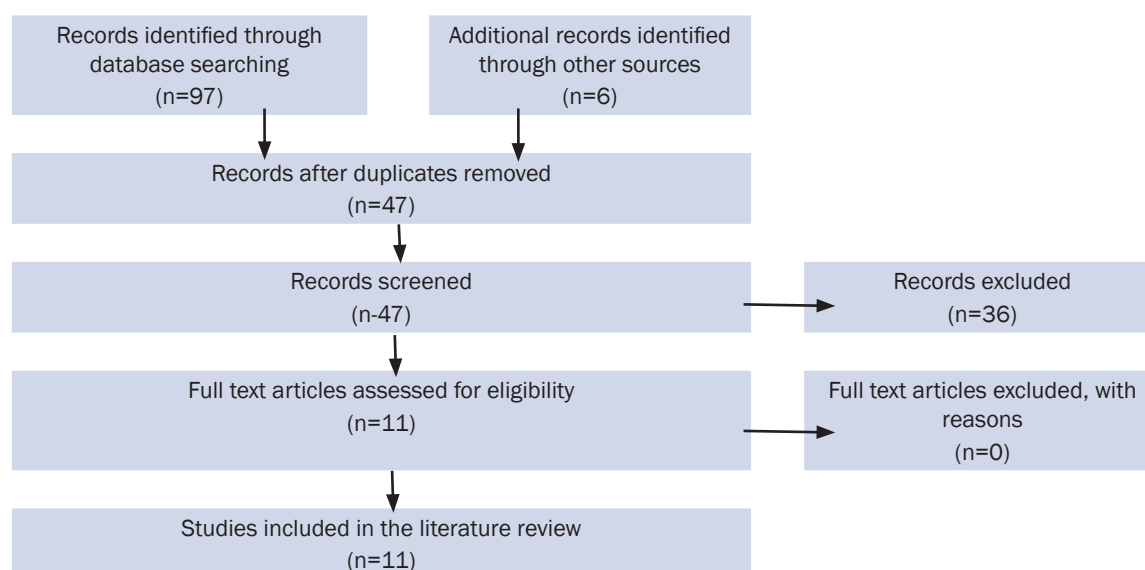 Records identified through
database searching
(n=97)
Additional records identified
through other sources
(n=6)
Records after duplicates removed
(n=47)
Records screened
(n-47)
Records excluded
(n=36)
Full text articles assessed for eligibility
(n=11)
Full text articles excluded, with
reasons
(n=0)
Studies included in the literature review
(n=11)